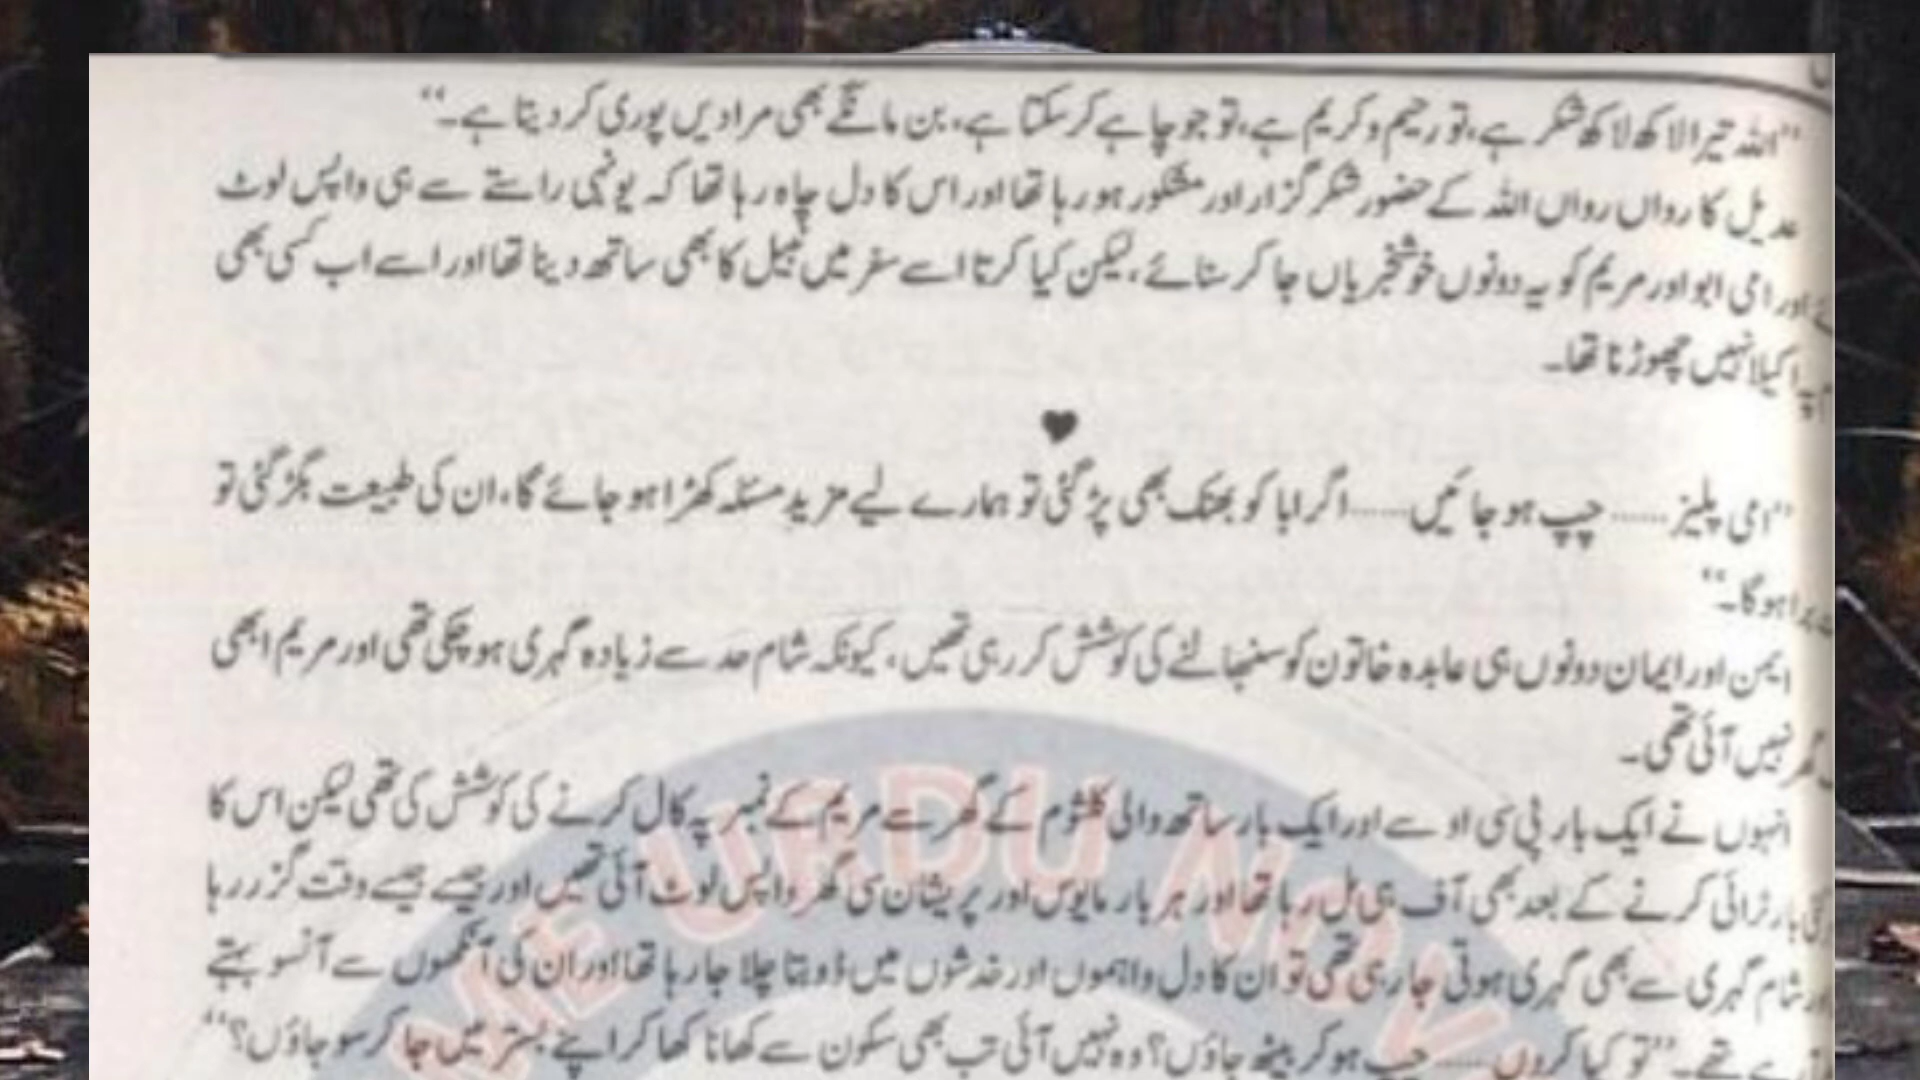 "اللہ تیرا لاکھ لاکھ شکر ہے، تو رحیم و کریم ہے، تو جو چاہے کر سکتا ہے، بن مانگے بھی مرادیں پوری کر دیتا ہے۔"
عدیل کا رواں رواں اللہ کے حضور شکر گزار اور مشکور ہو رہا تھا اور اس کا دل چاہ رہا تھا کہ یونہی راستے سے ہی واپس لوٹ
اور امی ابو اور مریم کو یہ دونوں خوشخبریاں جا کر سنائے، لیکن کیا کرتا اسے سفر میں نبیل کا بھی ساتھ دینا تھا اور اسے اب کسی بھی
اکیلا نہیں چھوڑنا تھا۔
"امی پلیز...... چپ ہو جائیں..... اگر ابا کو بھنک بھی پڑ گئی تو ہمارے لیے مزید مسئلہ کھڑا ہو جائے گا، ان کی طبیعت بگڑ گئی تو
برا ہو گا۔"
ایمن اور ایمان دونوں ہی عابدہ خاتون کو سنبھالنے کی کوشش کر رہی تھیں، کیونکہ شام حد سے زیادہ گہری ہو چکی تھی اور مریم ابھی
گھر نہیں آئی تھی۔
انہوں نے ایک بار پی سی او سے اور ایک بار ساتھ والی کلثوم کے گھر سے مریم کے نمبر پہ کال کرنے کی کوشش کی تھی لیکن اس کا
بار ٹرائی کرنے کے بعد بھی آف ہی مل رہا تھا اور ہر بار مایوس اور پریشان سی گھر واپس لوٹ آئی تھیں اور جیسے جیسے وقت گزر رہا
شام گہری سے بھی گہری ہوتی جا رہی تھی تو ان کا دل واہموں اور خدشوں میں ڈوبتا چلا جا رہا تھا اور ان کی آنکھوں سے آنسو بہتے
تھے۔ "تو کیا کروں...... چپ ہو کر بیٹھ جاؤں؟ وہ نہیں آئی تب بھی سکون سے کھانا کھا کر اپنے بستر میں جا کر سو جاؤں؟"
URDU